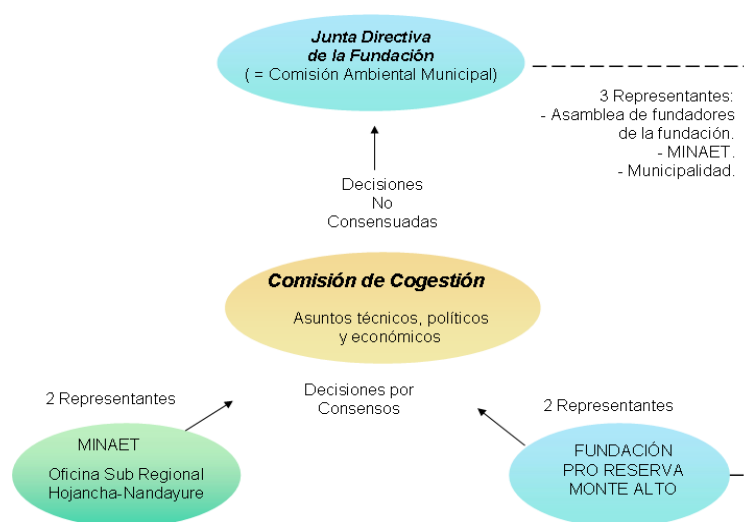 Junta Directiva
de la Fundación
( = Comisión Ambiental Municipal)
3 Representantes:
- Asamblea de fundadores
de la fundación.
- MINAET.
- Municipalidad.
Decisiones
No
Consensuadas
Comisión de Cogestión
Asuntos técnicos, políticos
y económicos
Decisiones por
Consensos
2 Representantes
MINAET
Oficina Sub Regional
Hojancha-Nandayure
2 Representantes
FUNDACIÓN
PRO RESERVA
MONTE ALTO